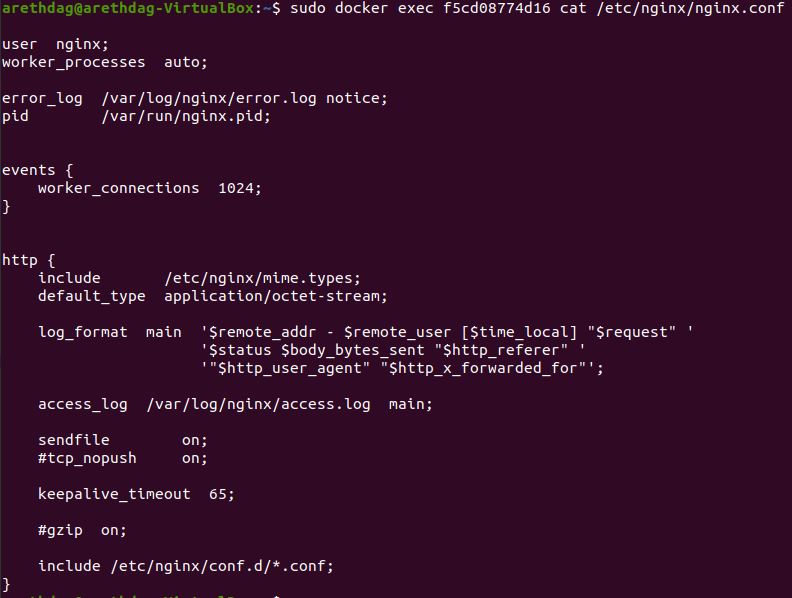 arethdag@arethdag-VirtualBox:~$ sudo docker exec f5cd08774d16 cat /etc/nginx/nginx.conf
user  nginx;
worker_processes  auto;
error_log  /var/log/nginx/error.log notice;
pid        /var/run/nginx.pid;
events {
    worker_connections  1024;
}
http {
    include       /etc/nginx/mime.types;
    default_type  application/octet-stream;
    log_format  main  '$remote_addr - $remote_user [$time_local] "$request" '
                      '$status $body_bytes_sent "$http_referer" '
                      '"$http_user_agent" "$http_x_forwarded_for"';
    access_log  /var/log/nginx/access.log  main;
    sendfile        on;
    #tcp_nopush     on;
    keepalive_timeout  65;
    #gzip  on;
    include /etc/nginx/conf.d/*.conf;
}